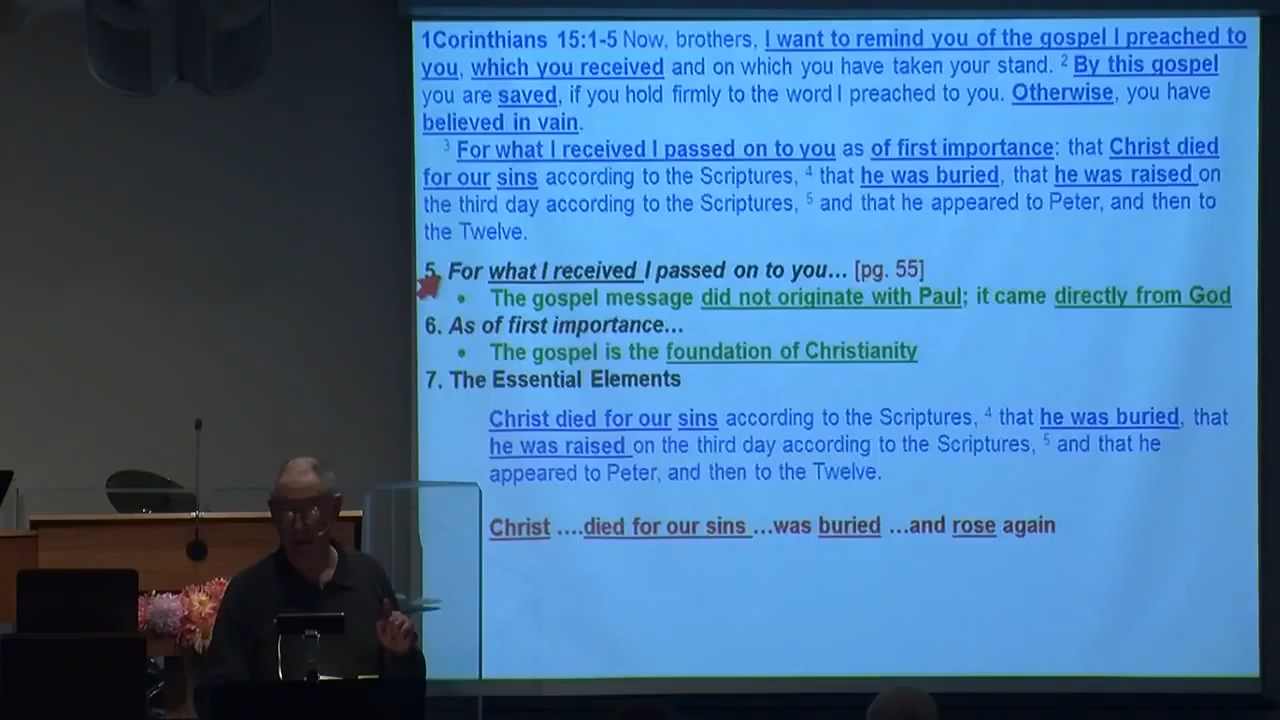 1Corinthians 15:1-5 Now, brothers, I want to remind you of the gospel I preached to
you, which you received and on which you have taken your stand. 2 By this gospel
you are saved, if you hold firmly to the word I preached to you. Otherwise, you have
believed in vain.
3 For what I received I passed on to you as of first importance: that Christ died
for our sins according to the Scriptures, 4 that he was buried, that he was raised on
the third day according to the Scriptures, 5 and that he appeared to Peter, and then to
the Twelve.
5. For what I received I passed on to you... [pg. 55]
• The gospel message did not originate with Paul; it came directly from God
6. As of first importance...
• The gospel is the foundation of Christianity
7. The Essential Elements
Christ died for our sins according to the Scriptures, 4 that he was buried, that
he was raised on the third day according to the Scriptures, 5 and that he
appeared to Peter, and then to the Twelve.
Christ ....died for our sins ...was buried ...and rose again